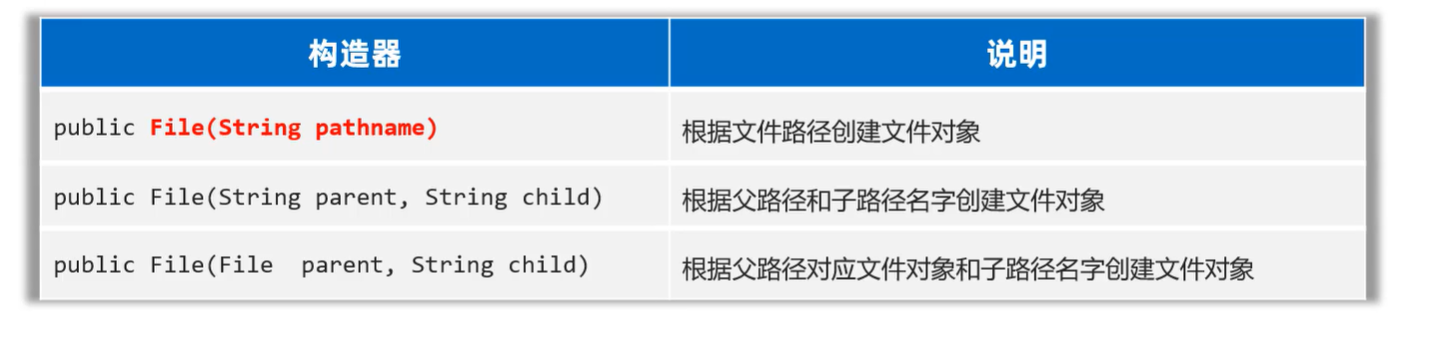 构造器 说明
public File(String pathname) 根据文件路径创建文件对象
public File(String parent, String child) 根据父路径和子路径名字创建文件对象
public File(File  parent, String child) 根据父路径对应文件对象和子路径名字创建文件对象